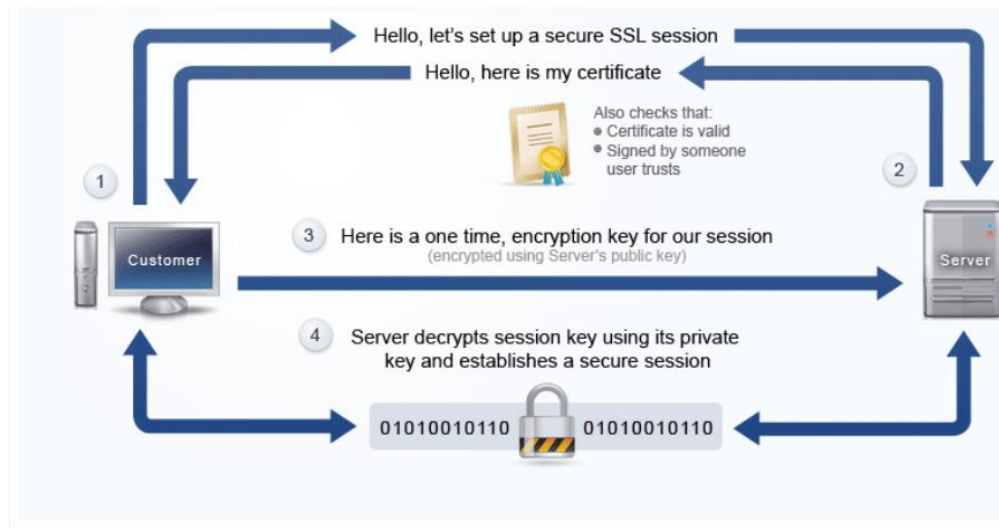 Hello, let's set up a secure SSL session
Hello, here is my certificate
Also checks that:
Certificate is valid
Signed by someone
user trusts
1
2
3 Here is a one time, encryption key for our session
(encrypted using Server's public key)
Customer
Server
4 Server decrypts session key using its private
key and establishes a secure session
01010010110 01010010110